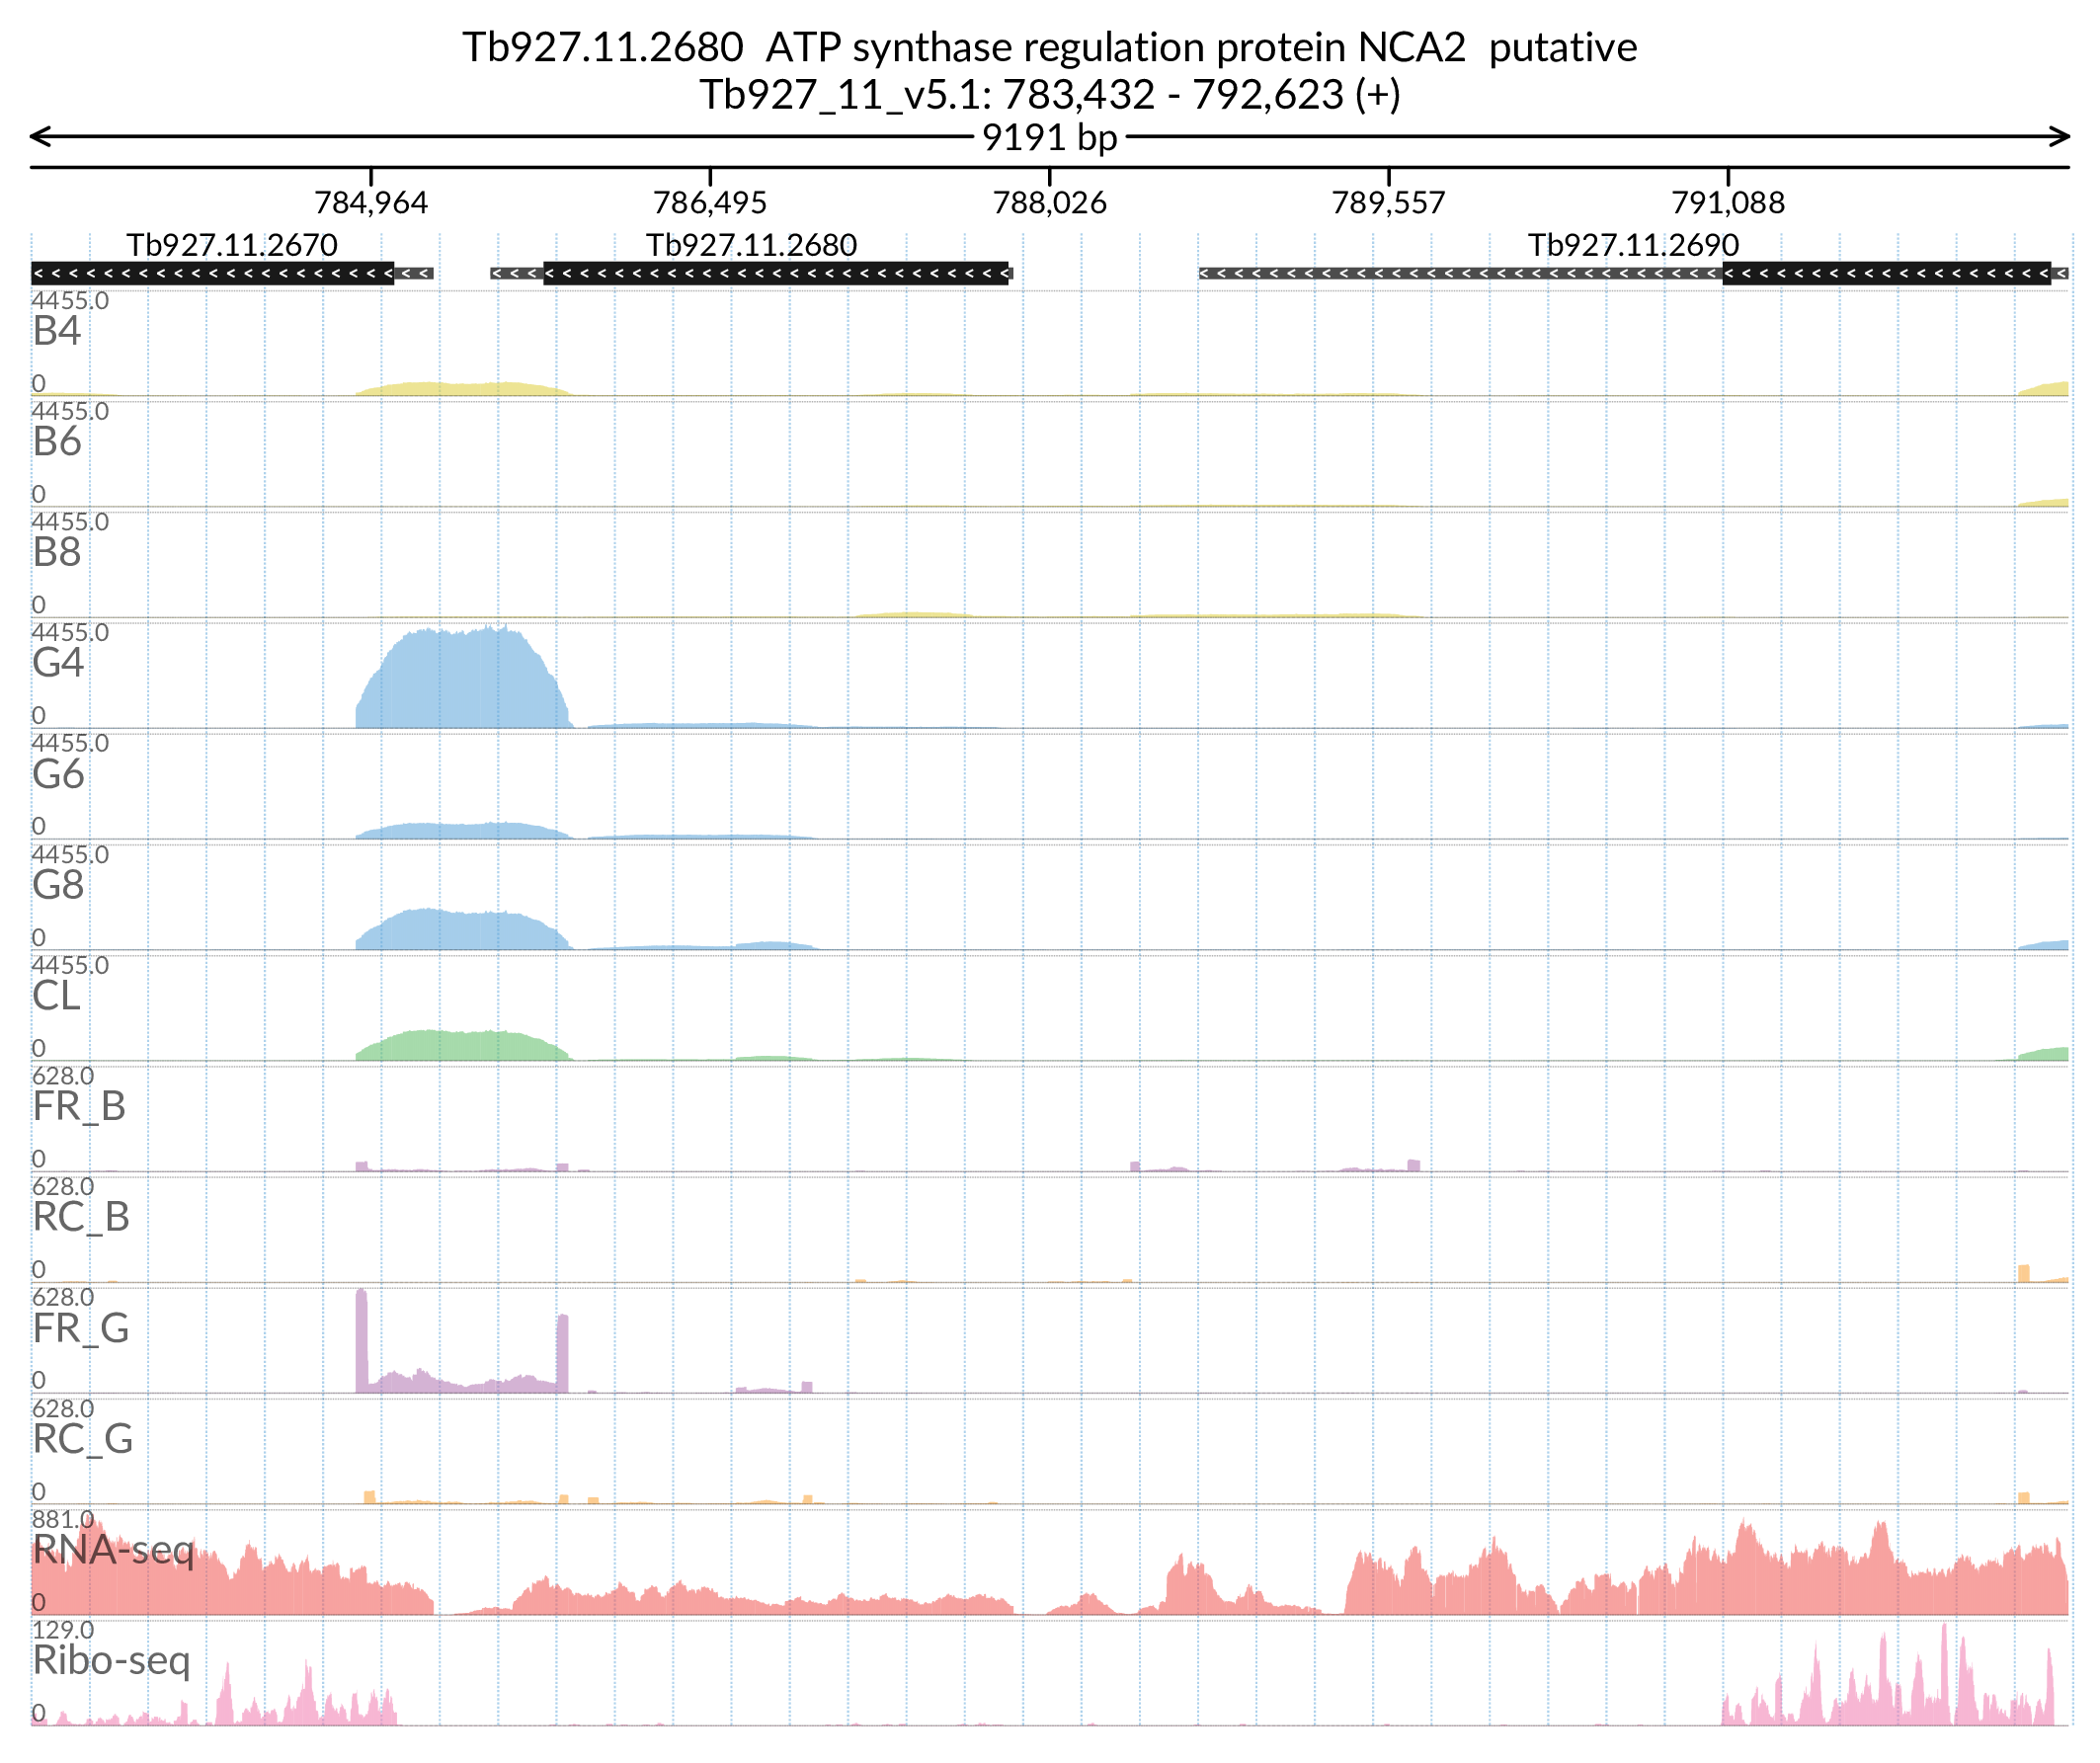 Tb927.11.2680  ATP synthase regulation protein NCA2  putative
Tb927_11_v5.1: 783,432 - 792,623 (+)
9191 bp
784,964 786,495 788,026 789,557 791,088
Tb927.11.2670 Tb927.11.2680 Tb927.11.2690
4455.0
B4
0
4455.0
B6
0
4455.0
B8
0
4455.0
G4
0
4455.0
G6
0
4455.0
G8
0
4455.0
CL
0
628.0
FR_B
0
628.0
RC_B
0
628.0
FR_G
0
628.0
RC_G
0
881.0
RNA-seq
0
129.0
Ribo-seq
0